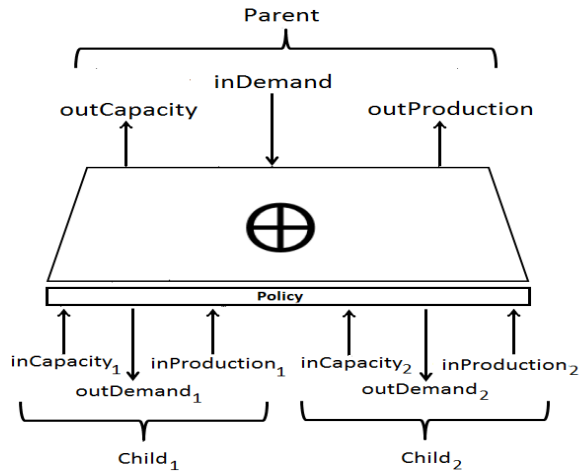 Parent
inDemand
outCapacity
outProduction
Policy
inCapacity₁
inProduction₁
inCapacity₂
inProduction₂
outDemand₁
outDemand₂
Child₁
Child₂